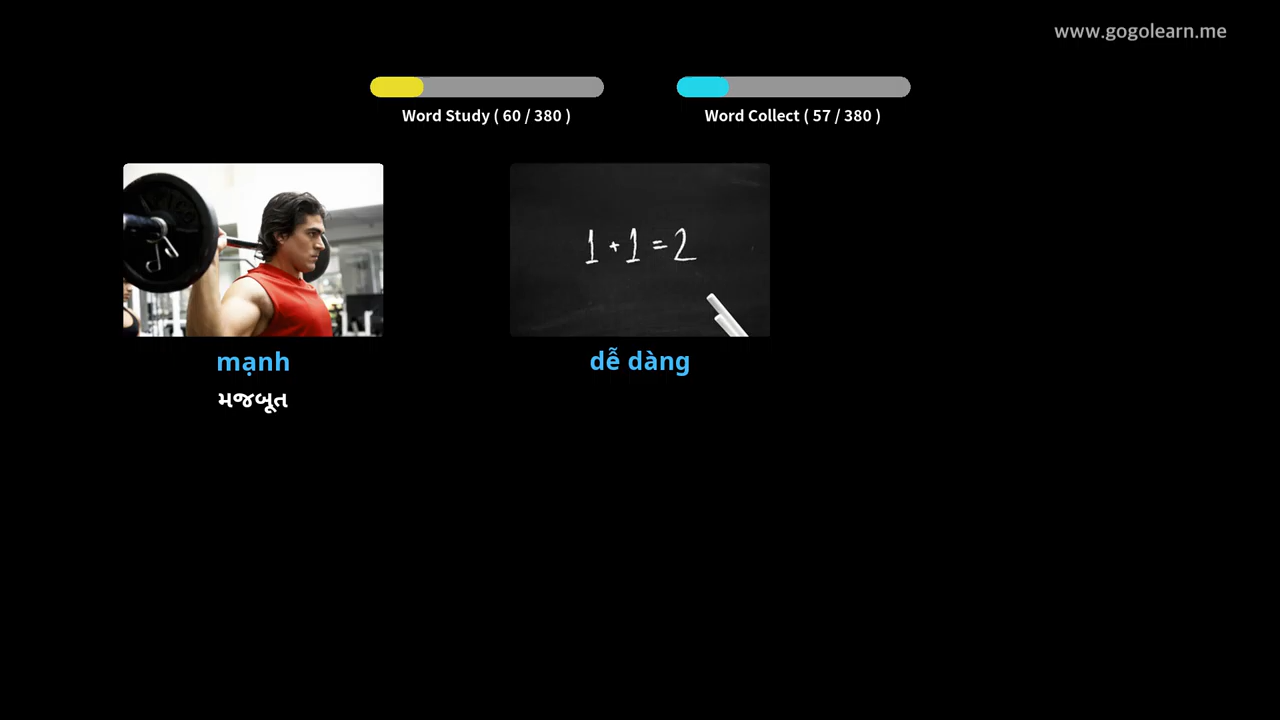 www.gogolearn.me
Word Study ( 60 / 380 )
Word Collect ( 57 / 380 )
1 + 1 = 2
mạnh
dễ dàng
મજબૂત